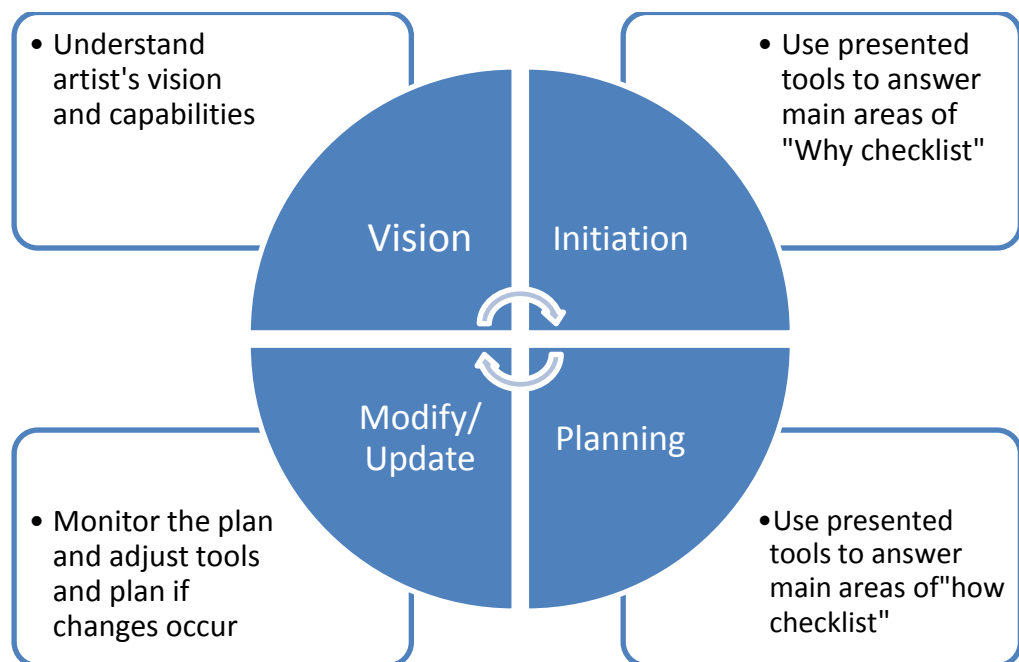 • Understand
artist's vision
and capabilities
• Use presented
tools to answer
main areas of
"Why checklist"
Vision
Initiation
Modify/
Update
Planning
• Monitor the plan
and adjust tools
and plan if
changes occur
•Use presented
tools to answer
main areas of"how
checklist"